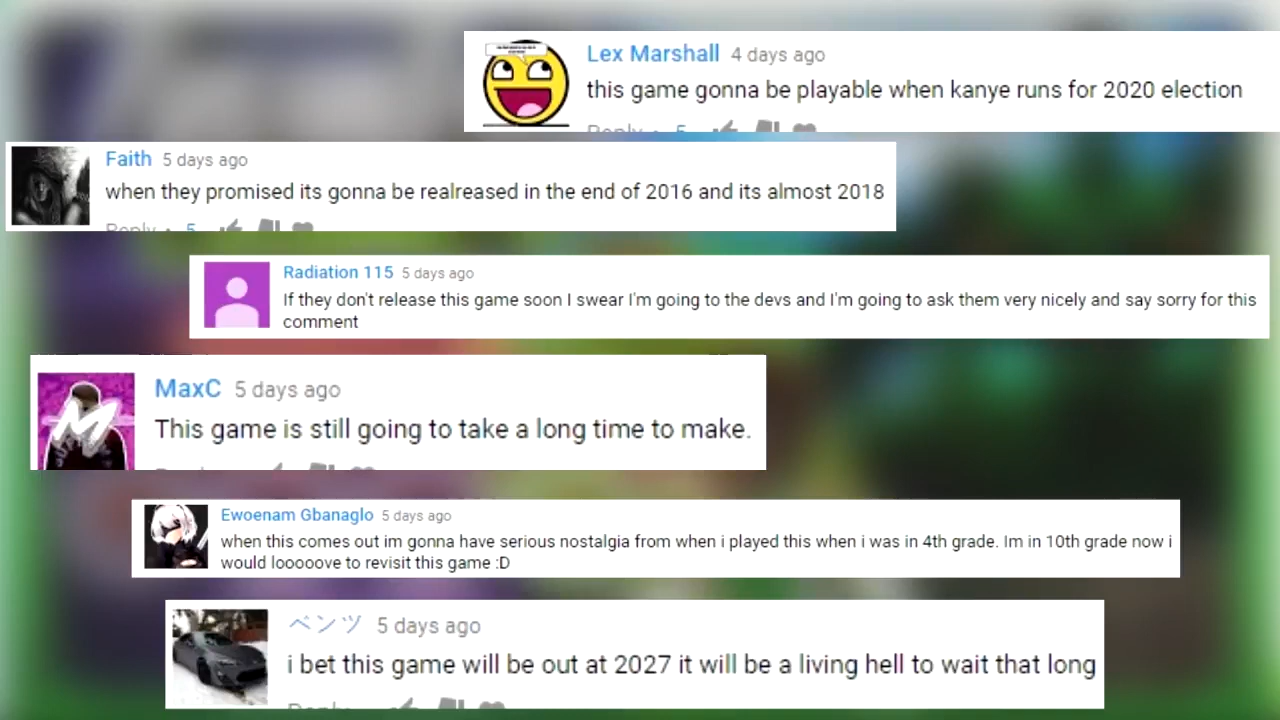 Lex Marshall 4 days ago
this game gonna be playable when kanye runs for 2020 election
Reply 5
Faith 5 days ago
when they promised its gonna be realreased in the end of 2016 and its almost 2018
Reply • 5
Radiation 115 5 days ago
If they don't release this game soon I swear I'm going to the devs and I'm going to ask them very nicely and say sorry for this
comment
MaxC 5 days ago
This game is still going to take a long time to make.
Reply
Ewoenam Gbanaglo 5 days ago
when this comes out im gonna have serious nostalgia from when i played this when i was in 4th grade. Im in 10th grade now i
would looooove to revisit this game :D
ベンツ 5 days ago
i bet this game will be out at 2027 it will be a living hell to wait that long
Reply